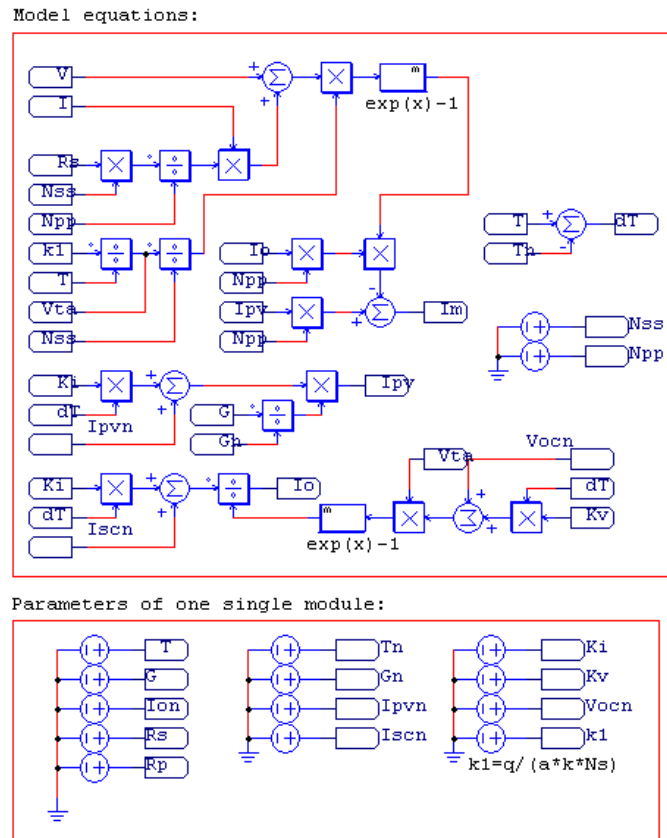 Model equations:
V
I
exp(x)-1
Rs
Nss
Npp
k1
T
Vta
Nss
Io
Npp
Ipv
Npp
Im
T
Tn
dT
Nss
Npp
Ki
dT
Ipvn
G
Gn
Ipv
Ki
dT
Iscn
Io
exp(x)-1
Vta
Vocn
dT
Kv
Parameters of one single module:
T
G
Ion
Rs
Rp
Tn
Gn
Ipvn
Iscn
Ki
Kv
Vocn
k1
k1=q/(a*k*Ns)